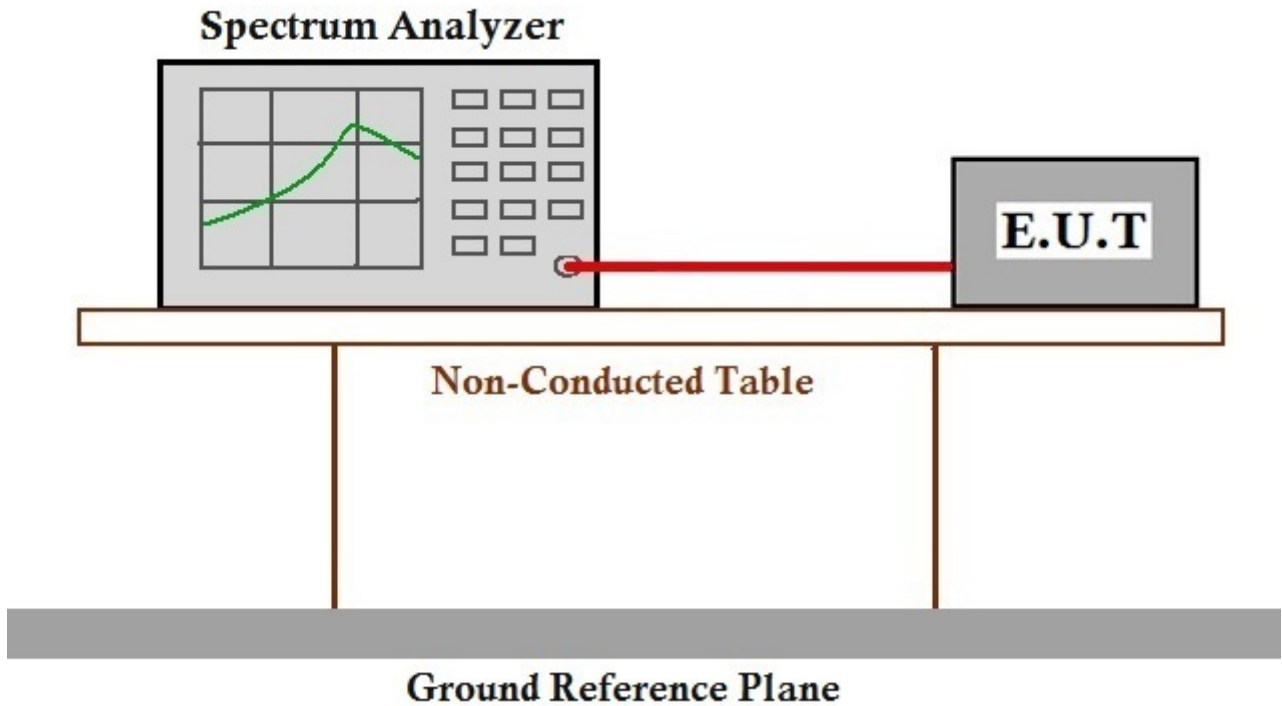 Spectrum Analyzer
E.U.T
Non-Conducted Table
Ground Reference Plane